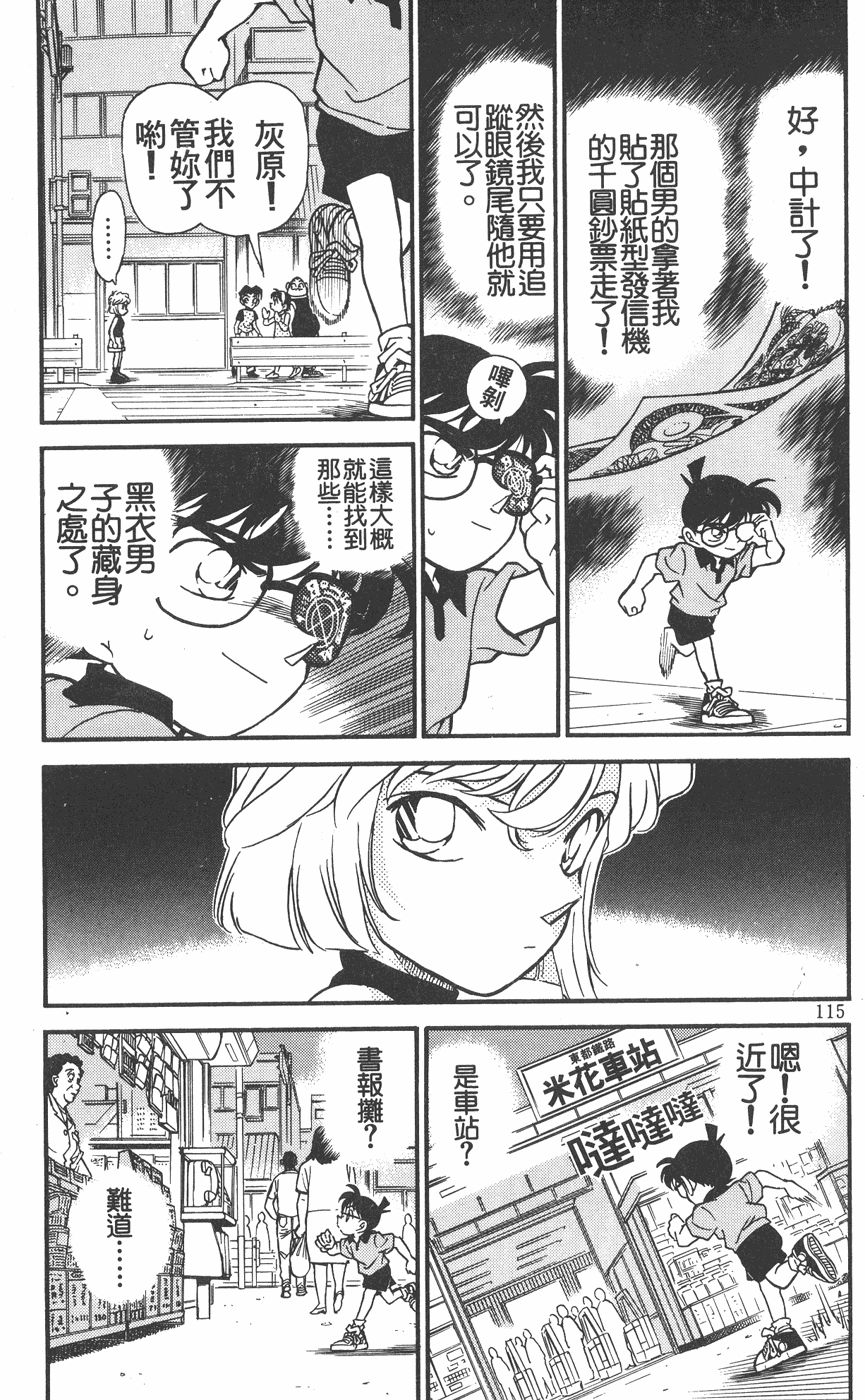 好，中計了！
那個男的拿著我
貼了貼紙型發信機
的千圓鈔票走了！
然後我只要用追
蹤眼鏡尾隨他就
可以了。
嗶剝
灰原！
我們不
管妳了
喲！
……
這樣大概
就能找到
那些……
黑衣男
子的藏身
之處了。
115
嗯！很
近了！
東都鐵路
米花車站
噠噠噠
是車站？
書報攤？
難道……